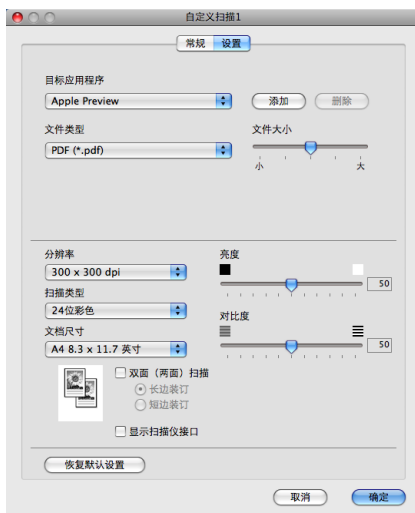 自定义扫描1
常规 设置
目标应用程序
Apple Preview 添加 删除
文件类型 文件大小
PDF (*.pdf)
小 大
分辨率 亮度
300 x 300 dpi
50
扫描类型
24位彩色 对比度
文档尺寸
A4 8.3 x 11.7 英寸 50
双面（两面）扫描
长边装订
短边装订
显示扫描仪接口
恢复默认设置
取消 确定